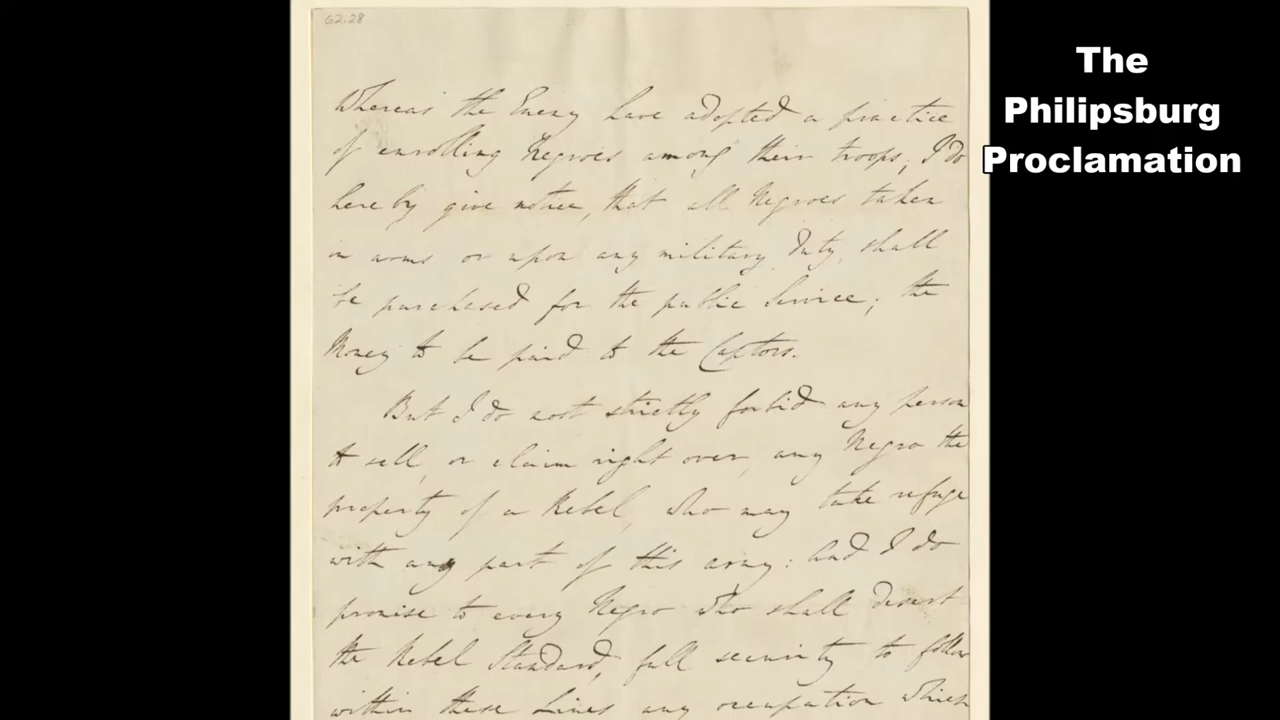 62:28
Whereas the Enemy have adopted a practice
of enrolling Negroes among their troops, I do
hereby give notice, that all Negroes taken
in arms or upon any military Duty, shall
be purchased for the public Service; the
Money to be paid to the Captors.
But I do most strictly forbid any person
to sell, or claim right over, any Negro the
property of a Rebel, who may take refuge
with any part of this army: And I do
promise to every Negro who shall desert
the Rebel Standard, full security to follow
within these Lines any occupation which
The
Philipsburg
Proclamation